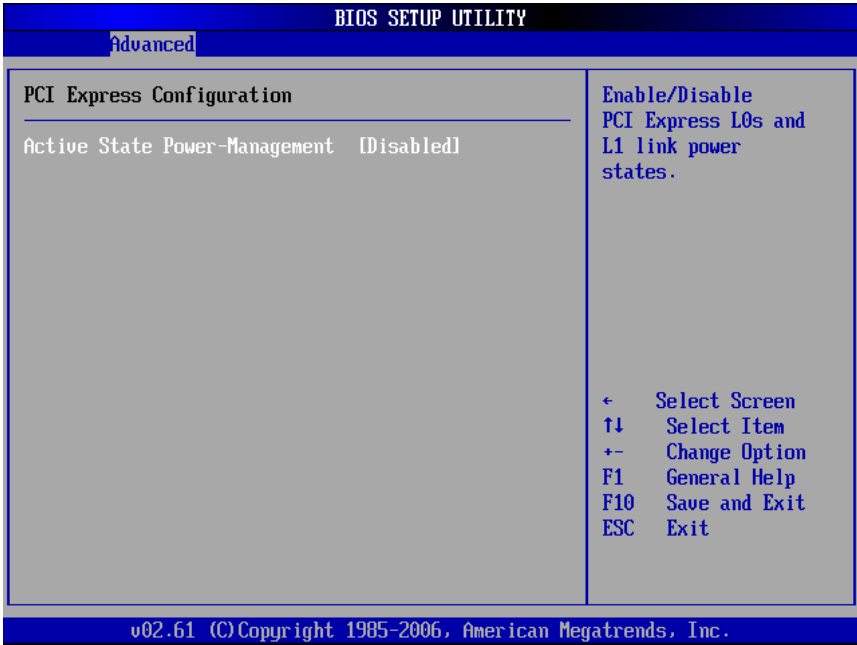 BIOS SETUP UTILITY
Advanced
PCI Express Configuration
Active State Power-Management [Disabled]
Enable/Disable
PCI Express L0s and
L1 link power
states.
← Select Screen
↑↓ Select Item
+- Change Option
F1 General Help
F10 Save and Exit
ESC Exit
v02.61 (C)Copyright 1985-2006, American Megatrends, Inc.